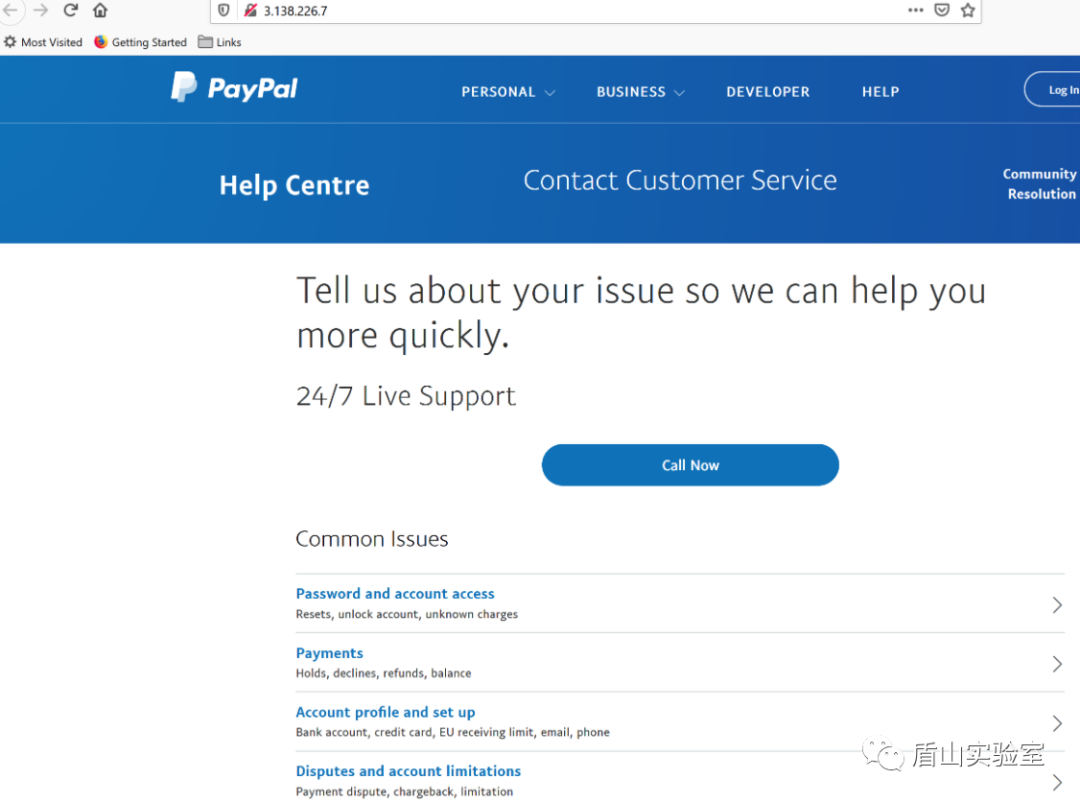 3.138.226.7
Most Visited Getting Started Links
PayPal PERSONAL BUSINESS DEVELOPER HELP Log In
Help Centre Contact Customer Service Community
Resolution
Tell us about your issue so we can help you
more quickly.
24/7 Live Support
Call Now
Common Issues
Password and account access
Resets, unlock account, unknown charges
Payments
Holds, declines, refunds, balance
Account profile and set up
Bank account, credit card, EU receiving limit, email, phone
Disputes and account limitations
Payment dispute, chargeback, limitation
盾山实验室